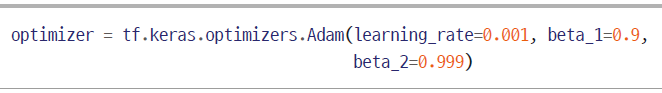 optimizer = tf.keras.optimizers.Adam(learning_rate=0.001, beta_1=0.9,
beta_2=0.999)